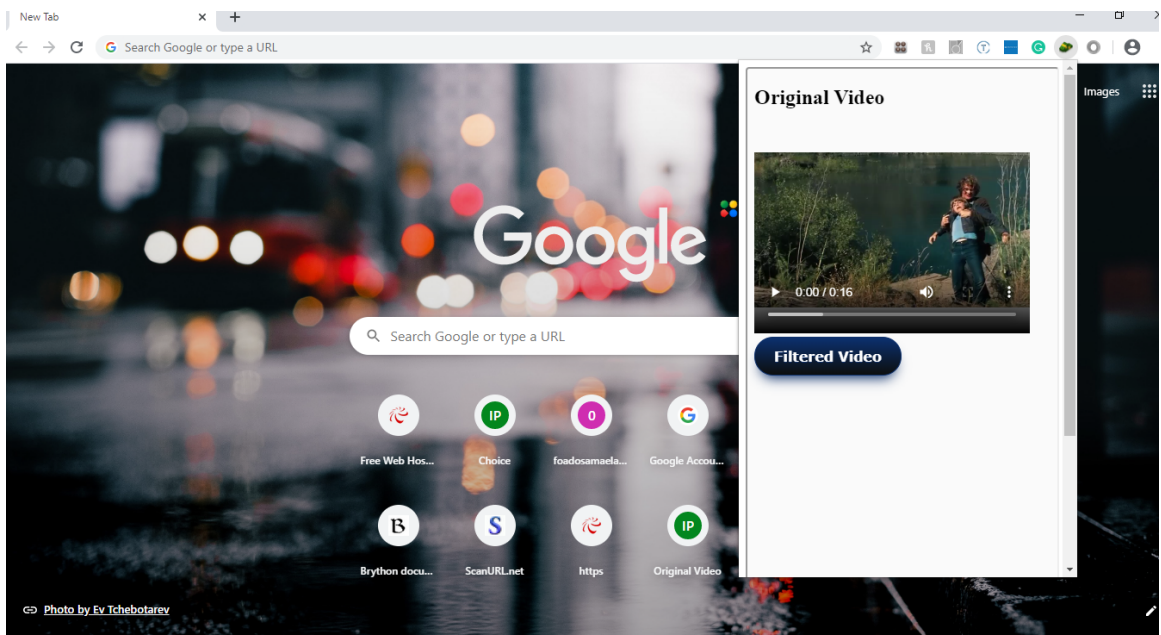 New Tab
Search Google or type a URL
Original Video
Images
Google
0:00 / 0:16
Search Google or type a URL
Filtered Video
IP
0
G
Free Web Hos...
Choice
foadosamaela...
Google Accou...
B
S
IP
Brython docu...
ScanURL.net
https
Original Video
Photo by Ev Tchebotarev